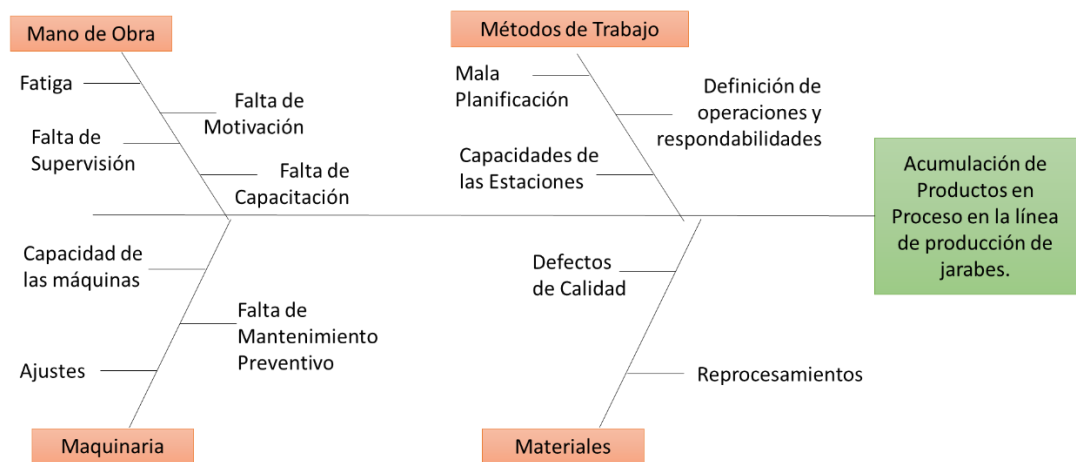 Mano de Obra
Métodos de Trabajo
Fatiga
Falta de
Motivación
Falta de
Supervisión
Falta de
Capacitación
Mala
Planificación
Definición de
operaciones y
respondabilidades
Capacidades de
las Estaciones
Acumulación de
Productos en
Proceso en la línea
de producción de
jarabes.
Capacidad de
las máquinas
Falta de
Mantenimiento
Preventivo
Ajustes
Defectos
de Calidad
Reprocesamientos
Maquinaria
Materiales